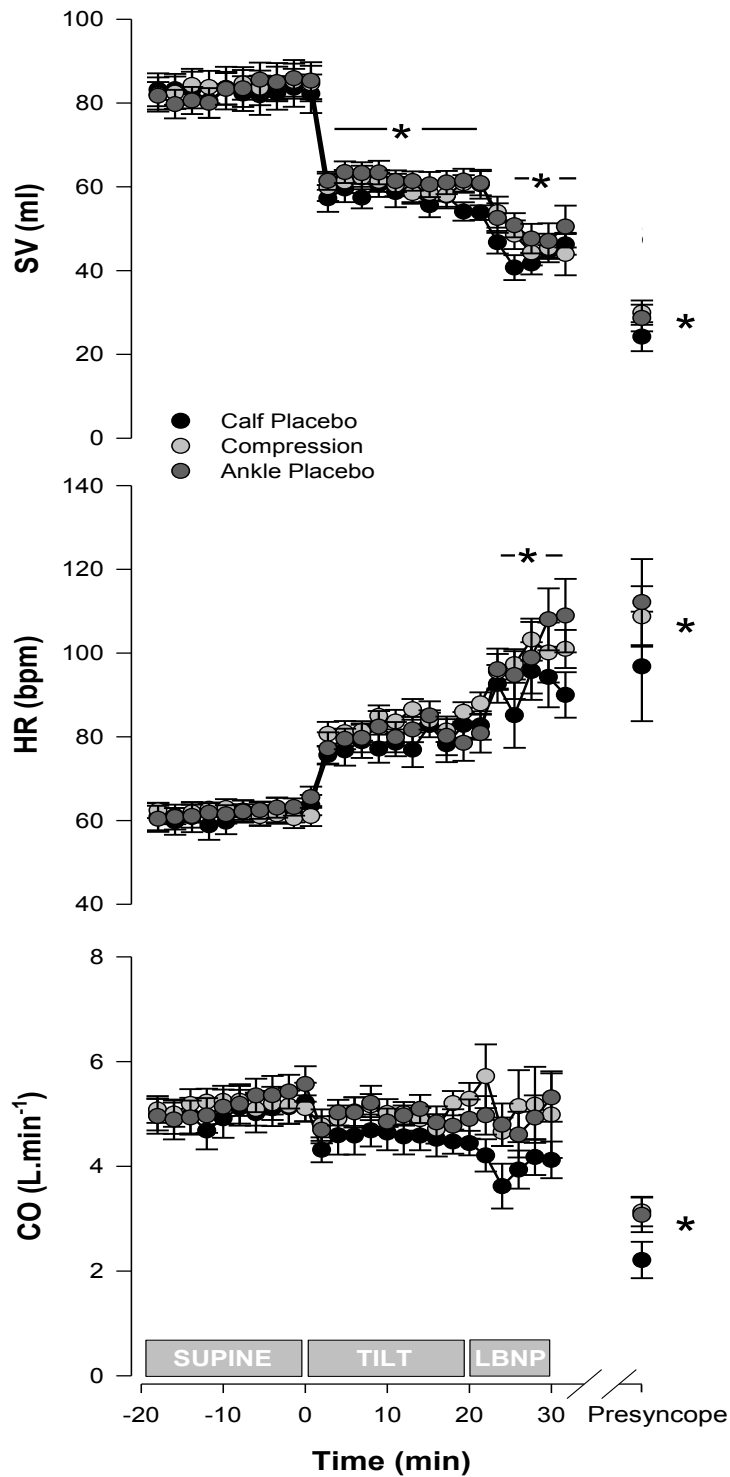 100
80
*
*
60
SV (ml)
40
*
20
0
Calf Placebo
Compression
Ankle Placebo
140
120
*
*
100
HR (bpm)
80
60
40
8
6
CO (L.min⁻¹)
4
*
2
SUPINE TILT LBNP
0
-20 -10 0 10 20 30 Presyncope
Time (min)